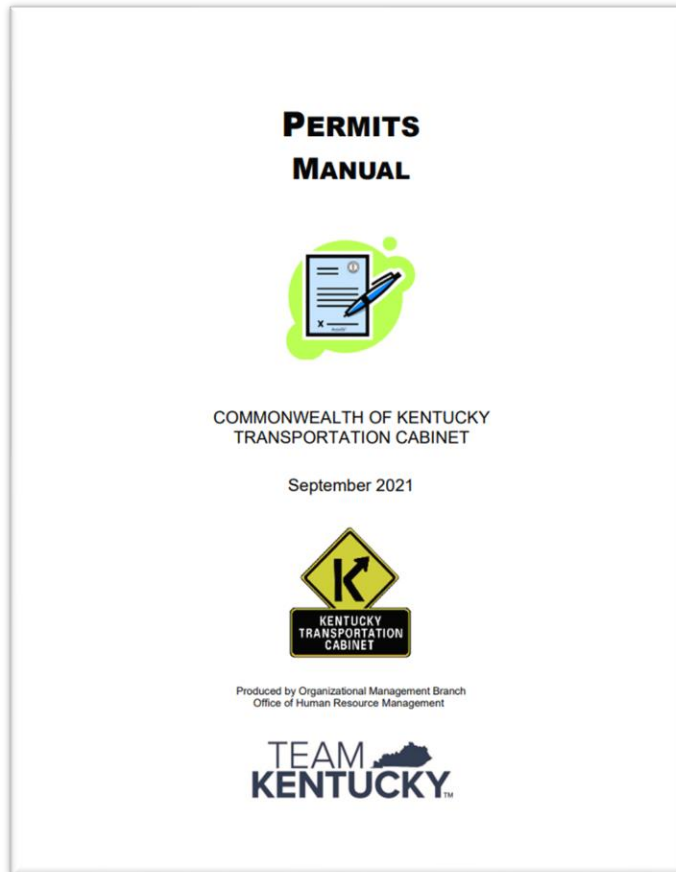 PERMITS
MANUAL
X
COMMONWEALTH OF KENTUCKY
TRANSPORTATION CABINET
September 2021
K
KENTUCKY
TRANSPORTATION
CABINET
Produced by Organizational Management Branch
Office of Human Resource Management
TEAM
KENTUCKY™